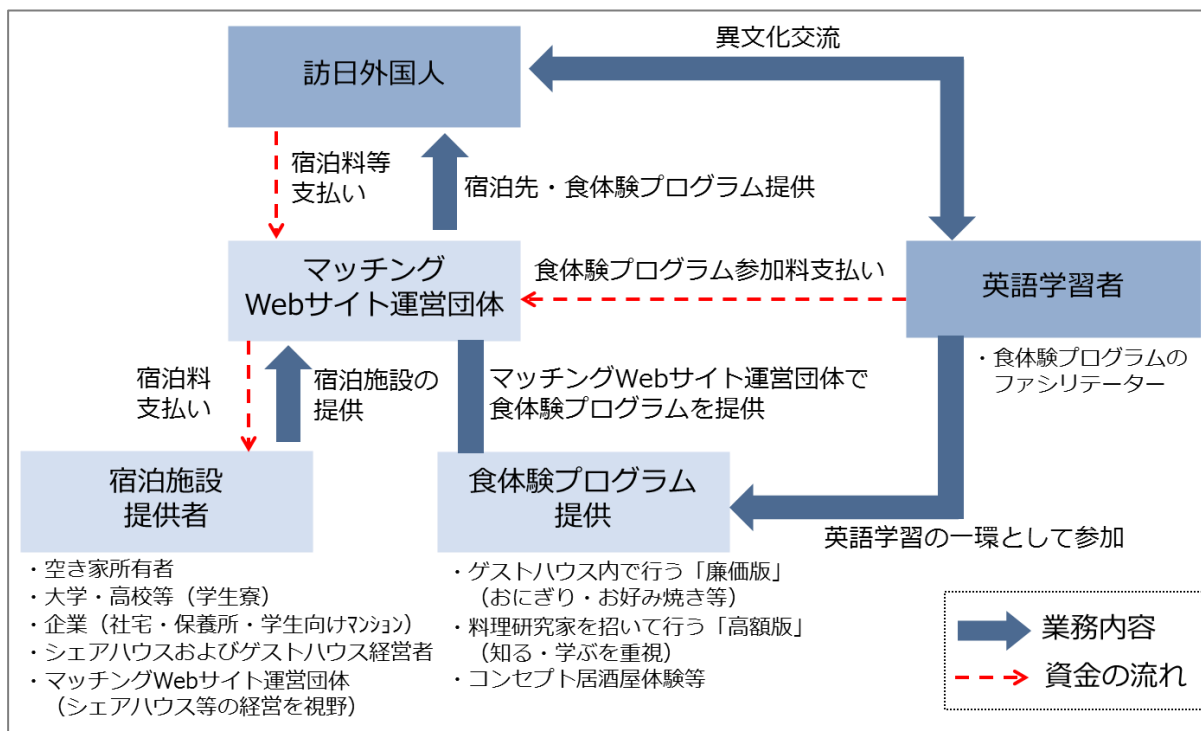 異文化交流
訪日外国人
宿泊料等
支払い
宿泊先・食体験プログラム提供
マッチング
Webサイト運営団体
食体験プログラム参加料支払い
英語学習者
・食体験プログラムの
ファシリテーター
宿泊料
支払い
宿泊施設の
提供
マッチングWebサイト運営団体で
食体験プログラムを提供
宿泊施設
提供者
食体験プログラム
提供
英語学習の一環として参加
・空き家所有者
・大学・高校等（学生寮）
・企業（社宅・保養所・学生向けﾏﾝｼｮﾝ）
・シェアハウスおよびゲストハウス経営者
・マッチングWebサイト運営団体
（シェアハウス等の経営を視野）
・ゲストハウス内で行う「廉価版」
（おにぎり・お好み焼き等）
・料理研究家を招いて行う「高額版」
（知る・学ぶを重視）
・コンセプト居酒屋体験等
業務内容
資金の流れ